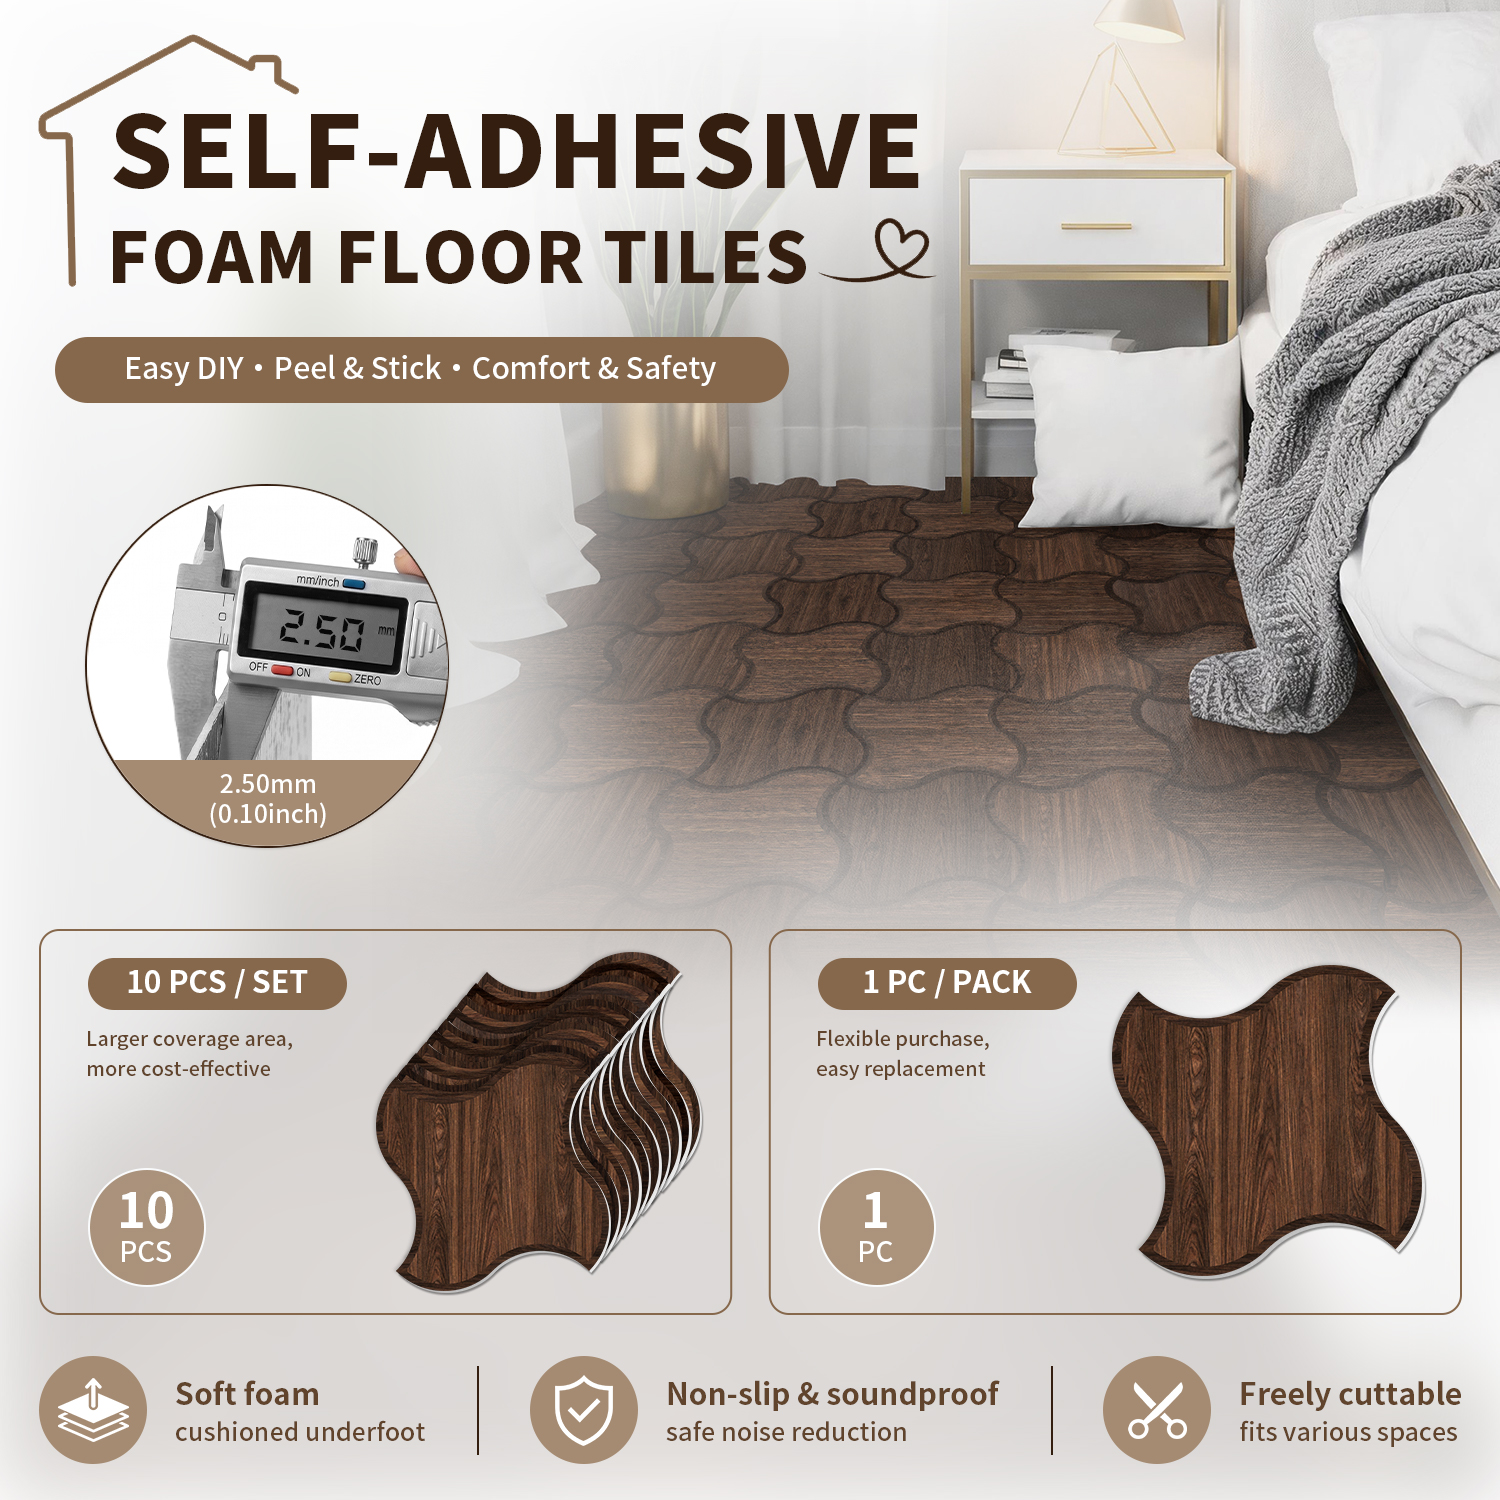 SELF-ADHESIVE
FOAM FLOOR TILES
Easy DIY • Peel & Stick • Comfort & Safety
mm/inch
2.50 mm
OFF ON ZERO
2.50mm
(0.10inch)
10 PCS / SET
Larger coverage area,
more cost-effective
10
PCS
1 PC / PACK
Flexible purchase,
easy replacement
1
PC
Soft foam
cushioned underfoot
Non-slip & soundproof
safe noise reduction
Freely cuttable
fits various spaces